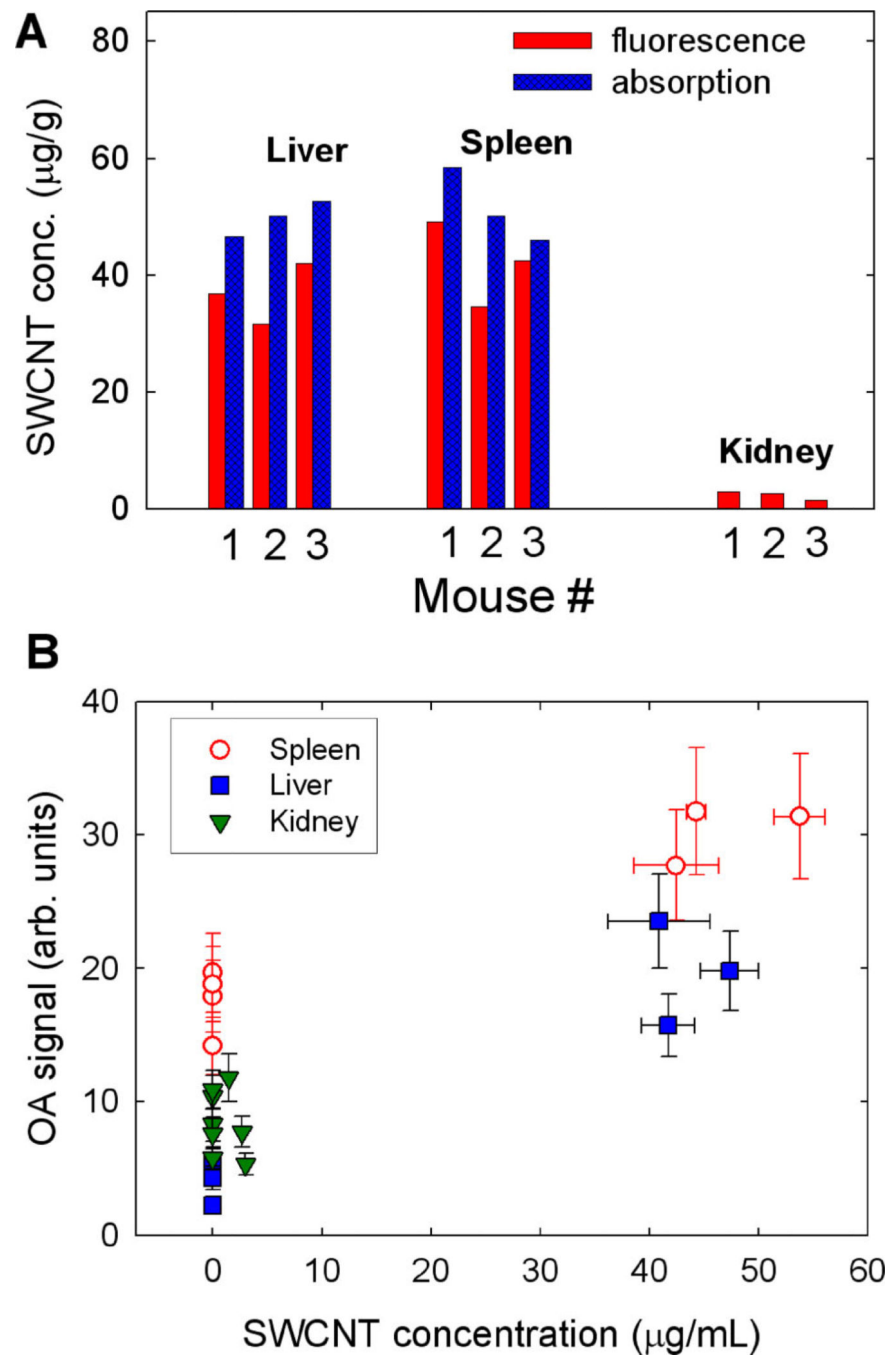 A
80
60
40
20
0
SWCNT conc. (μg/g)
fluorescence
absorption
Liver
Spleen
Kidney
1 2 3
1 2 3
1 2 3
Mouse #
B
40
30
20
10
0
OA signal (arb. units)
Spleen
Liver
Kidney
0 10 20 30 40 50 60
SWCNT concentration (μg/mL)